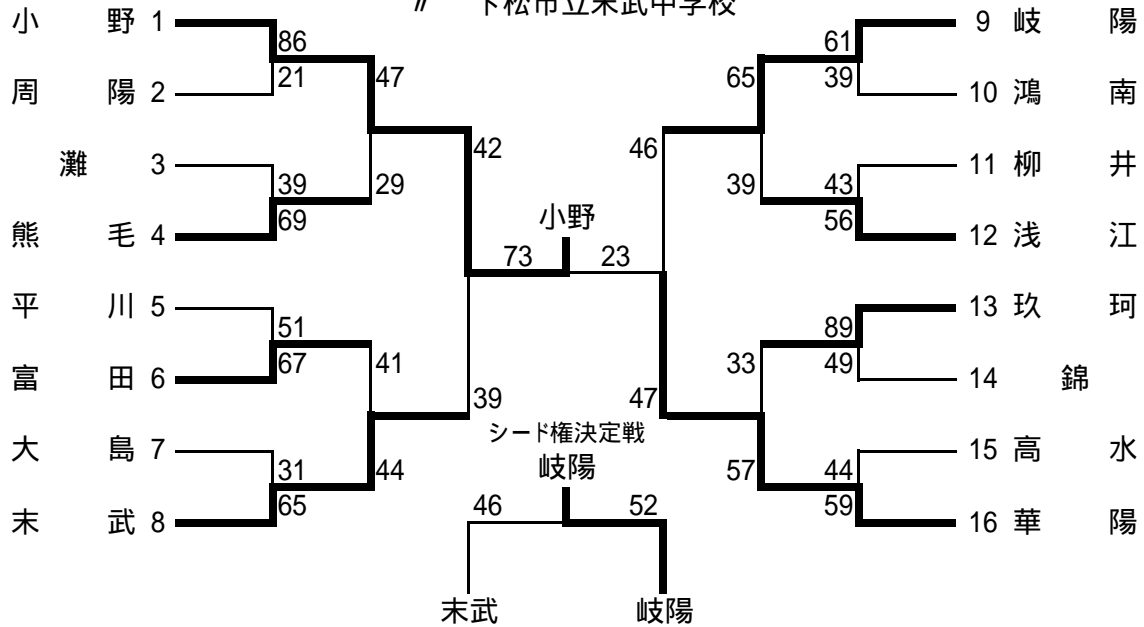 〃 下松市立末武中学校
小野 1 86 61 9 岐陽
周陽 2 21 47 65 39 10 鴻南
灘 3 42 46 11 柳井
39 29 39 43
熊毛 4 69 小野 56 12 浅江
73 23
平川 5 51 89 13 玖珂
富田 6 67 41 33 49 14 錦
39 47
シード権決定戦
大島 7 31 44 岐陽 57 44 15 高水
末武 8 65 46 52 59 16 華陽
末武 岐陽